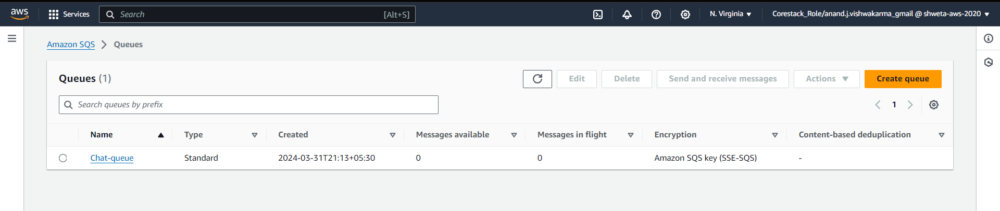 aws Services Search [Alt+S] N. Virginia Corestack_Role/anand.j.vishwakarma_gmail @ shweta-aws-2020
Amazon SQS Queues
Queues (1) Edit Delete Send and receive messages Actions Create queue
Search queues by prefix 1
Name Type Created Messages available Messages in flight Encryption Content-based deduplication
Chat-queue Standard 2024-03-31T21:13+05:30 0 0 Amazon SQS key (SSE-SQS) -